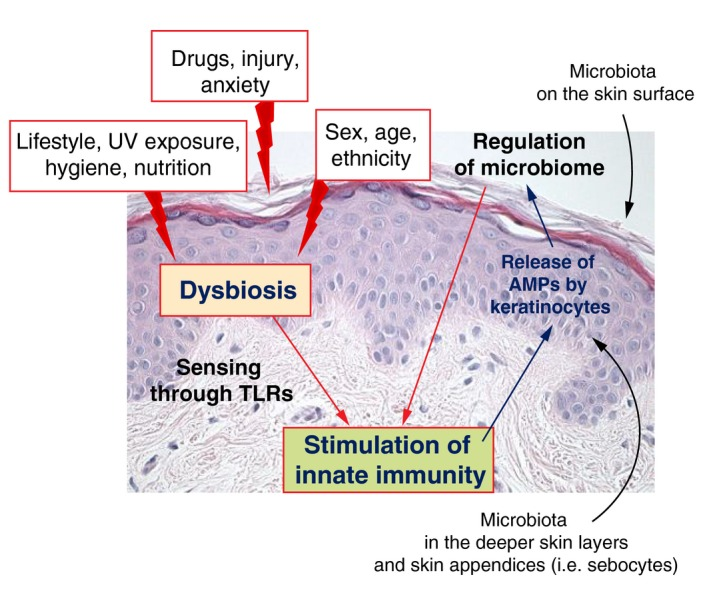 Drugs, injury,
anxiety
Microbiota
on the skin surface
Lifestyle, UV exposure,
hygiene, nutrition
Sex, age,
ethnicity
Regulation
of microbiome
Dysbiosis
Release of
AMPs by
keratinocytes
Sensing
through TLRs
Stimulation of
innate immunity
Microbiota
in the deeper skin layers
and skin appendices (i.e. sebocytes)